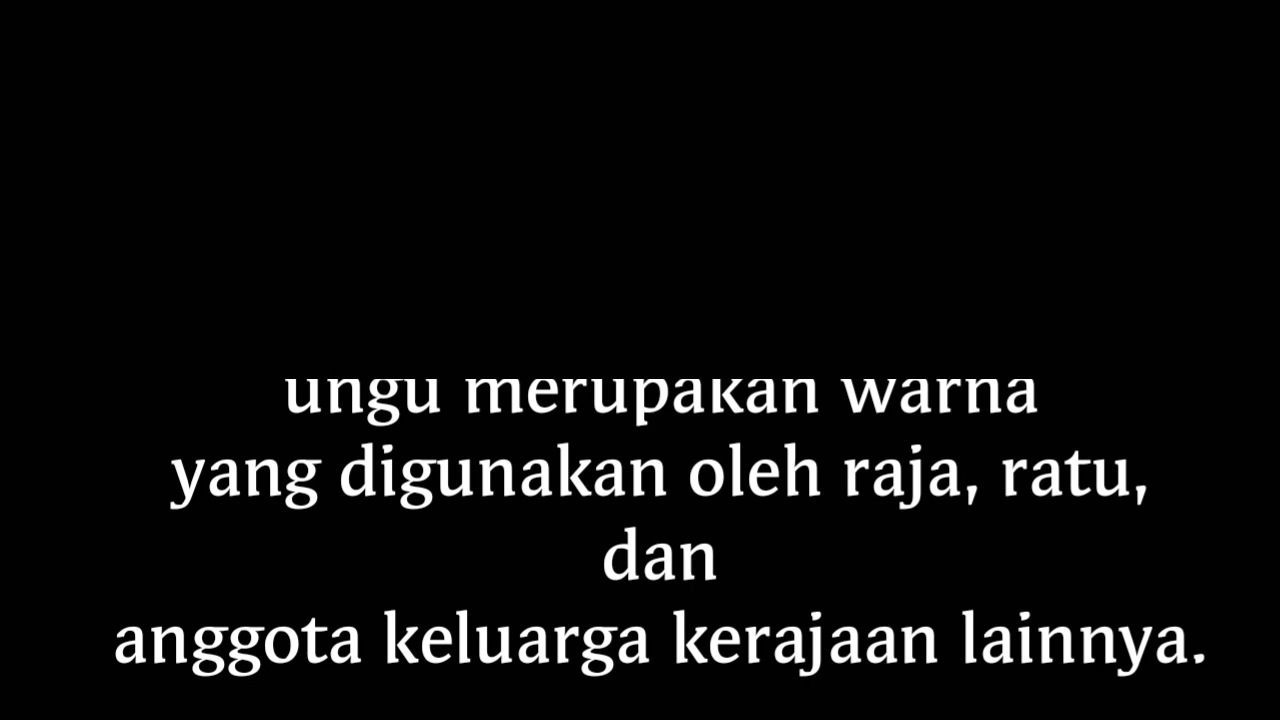 ungu merupakan warna
yang digunakan oleh raja, ratu,
dan
anggota keluarga kerajaan lainnya.